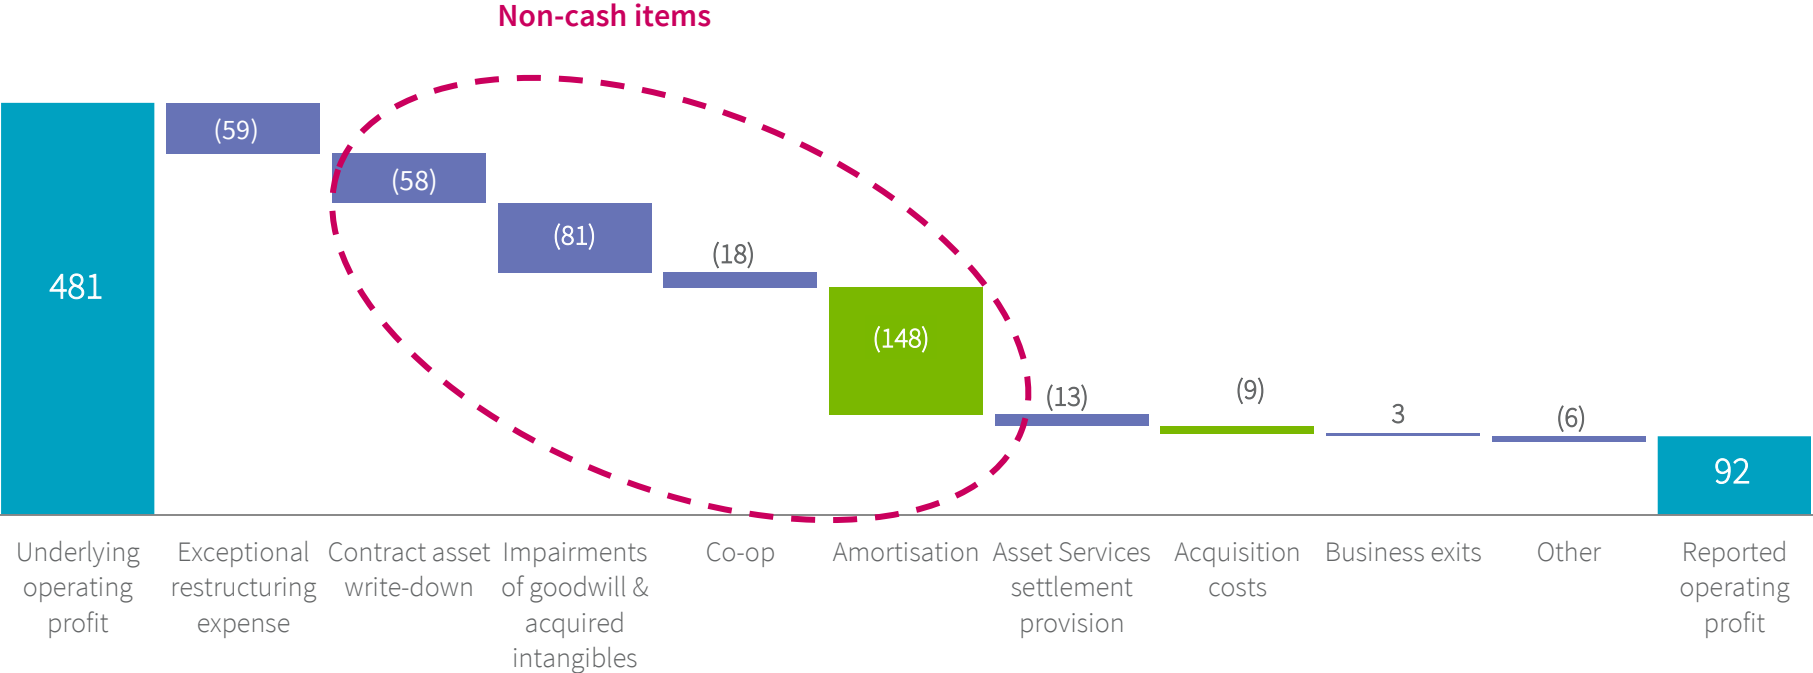 Non-cash items
481
(59)
(58)
(81)
(18)
(148)
(13)
(9)
3
(6)
92
Underlying
operating
profit
Exceptional
restructuring
expense
Contract asset
write-down
Impairments
of goodwill &
acquired
intangibles
Co-op
Amortisation
Asset Services
settlement
provision
Acquisition
costs
Business exits
Other
Reported
operating
profit